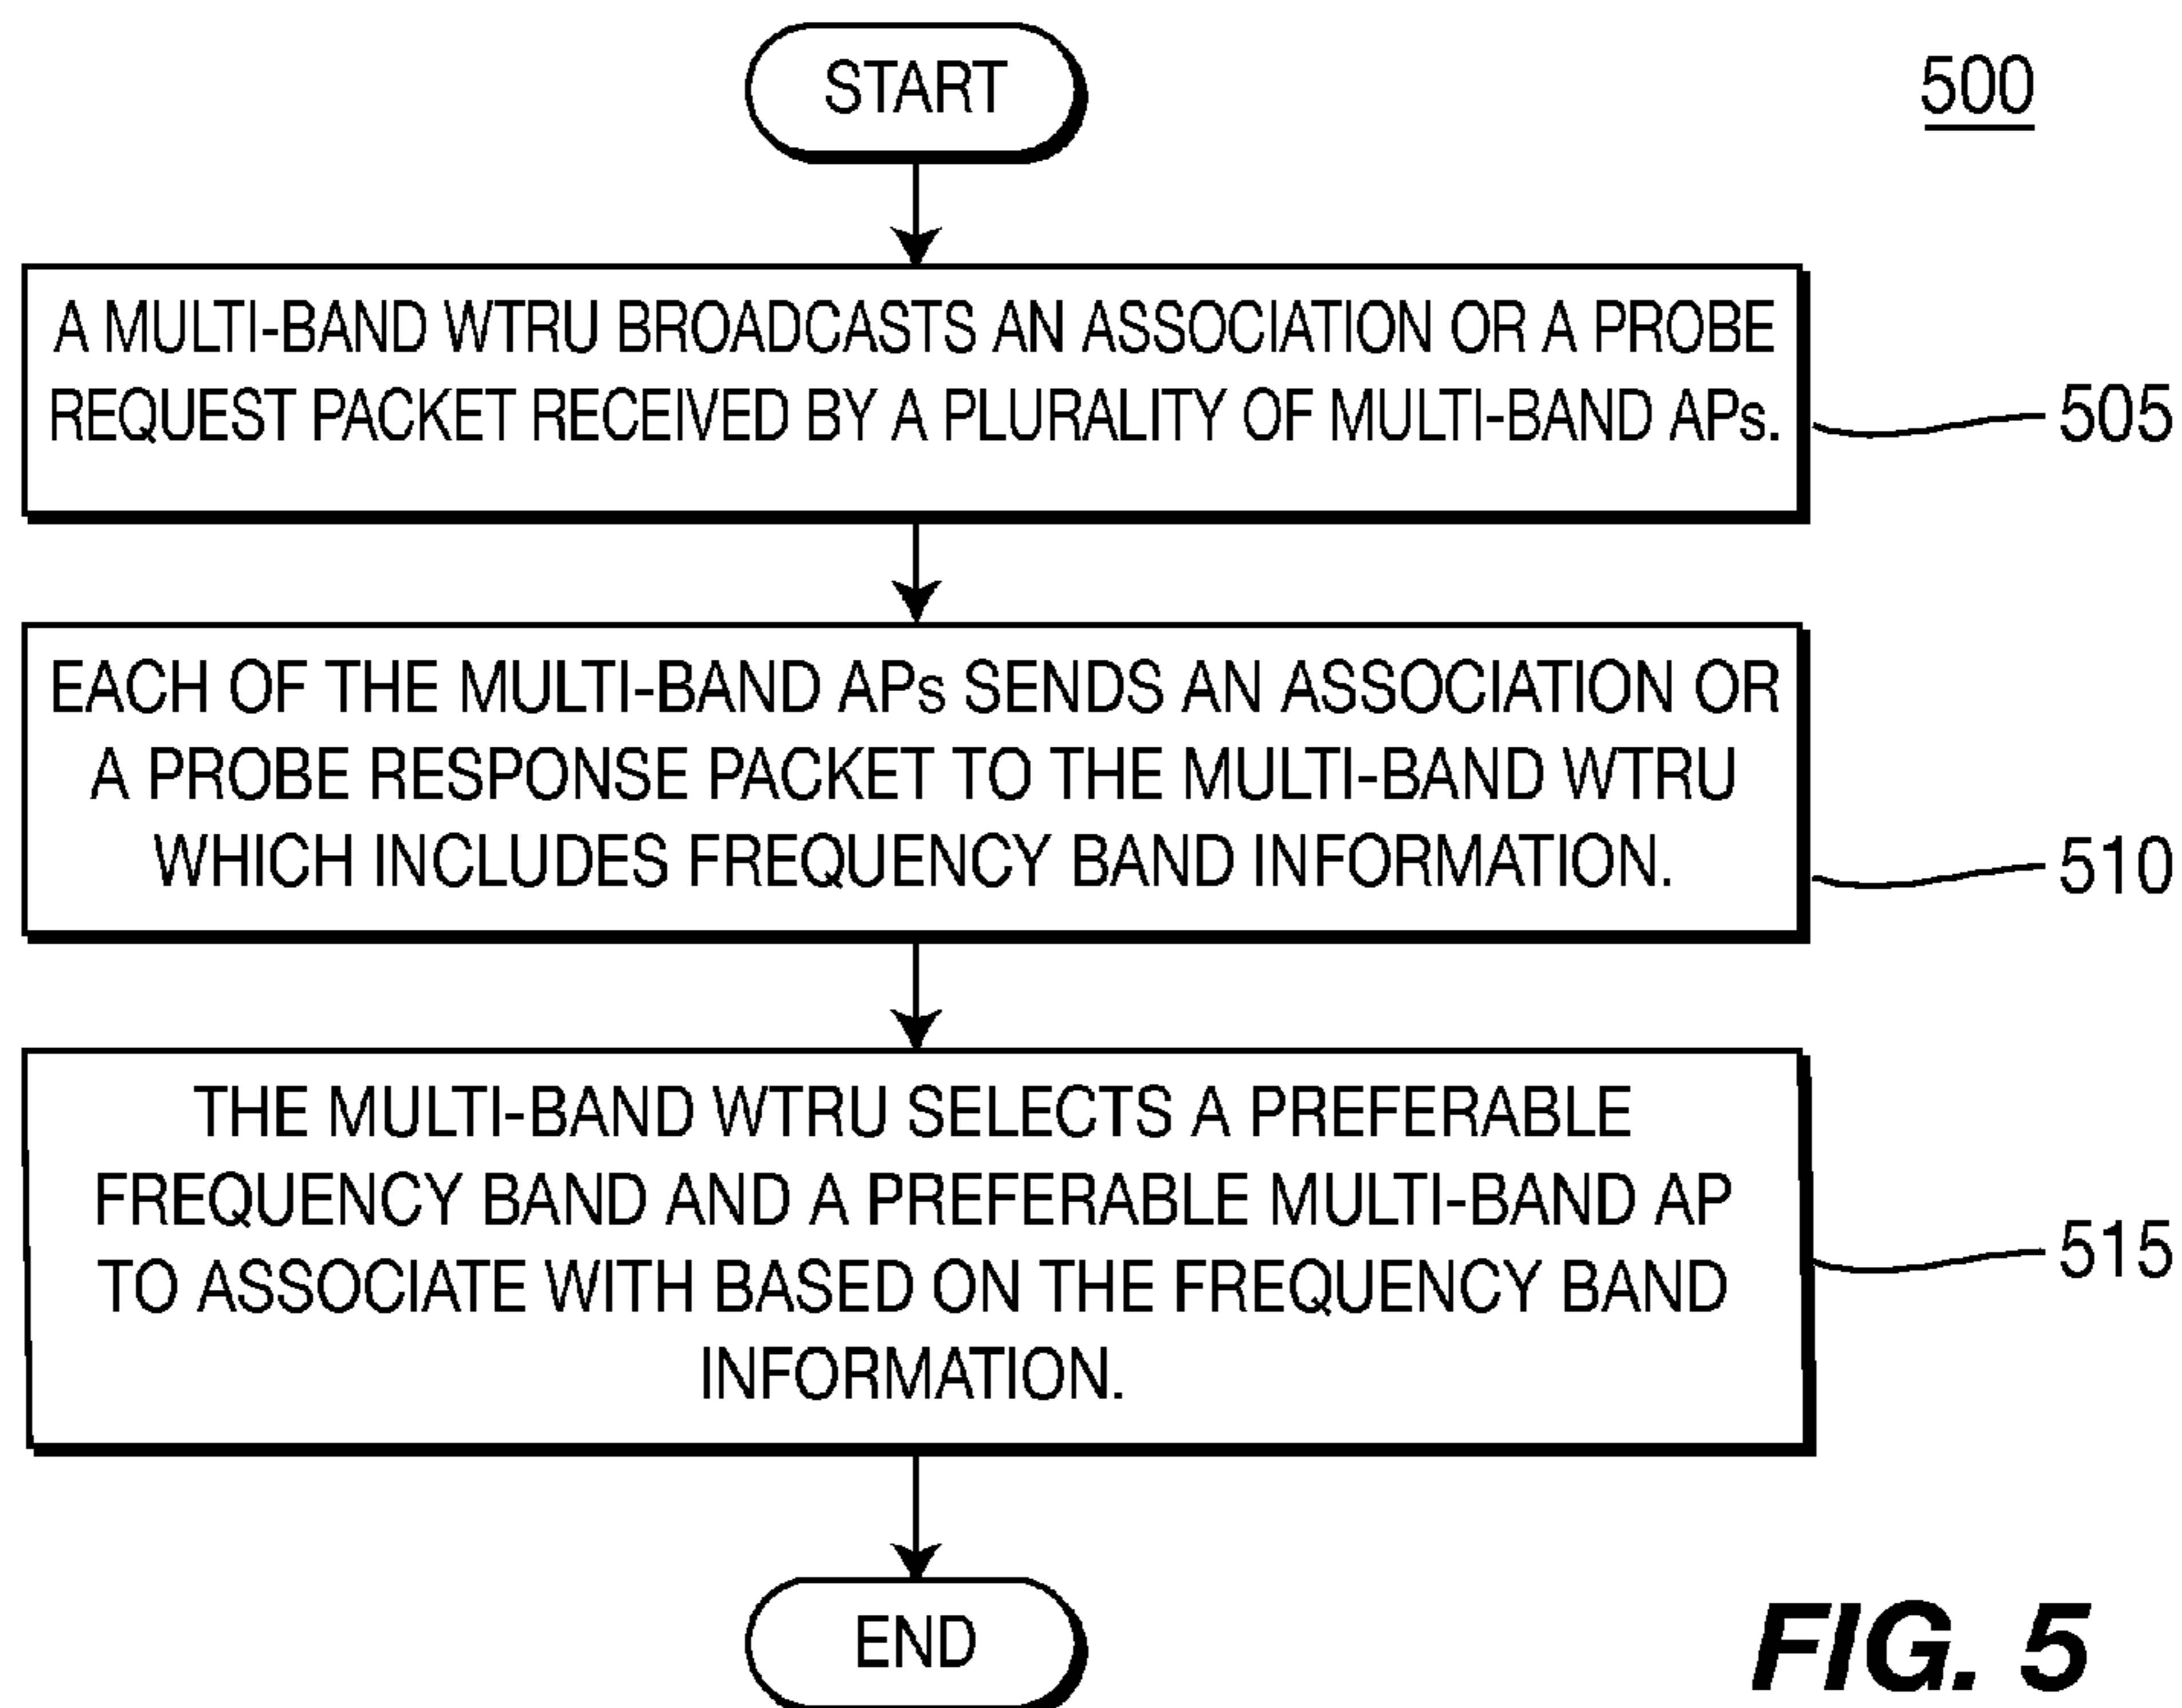 START
500
A MULTI-BAND WTRU BROADCASTS AN ASSOCIATION OR A PROBE
REQUEST PACKET RECEIVED BY A PLURALITY OF MULTI-BAND APs.
505
EACH OF THE MULTI-BAND APs SENDS AN ASSOCIATION OR
A PROBE RESPONSE PACKET TO THE MULTI-BAND WTRU
WHICH INCLUDES FREQUENCY BAND INFORMATION.
510
THE MULTI-BAND WTRU SELECTS A PREFERABLE
FREQUENCY BAND AND A PREFERABLE MULTI-BAND AP
TO ASSOCIATE WITH BASED ON THE FREQUENCY BAND
INFORMATION.
515
END
FIG. 5